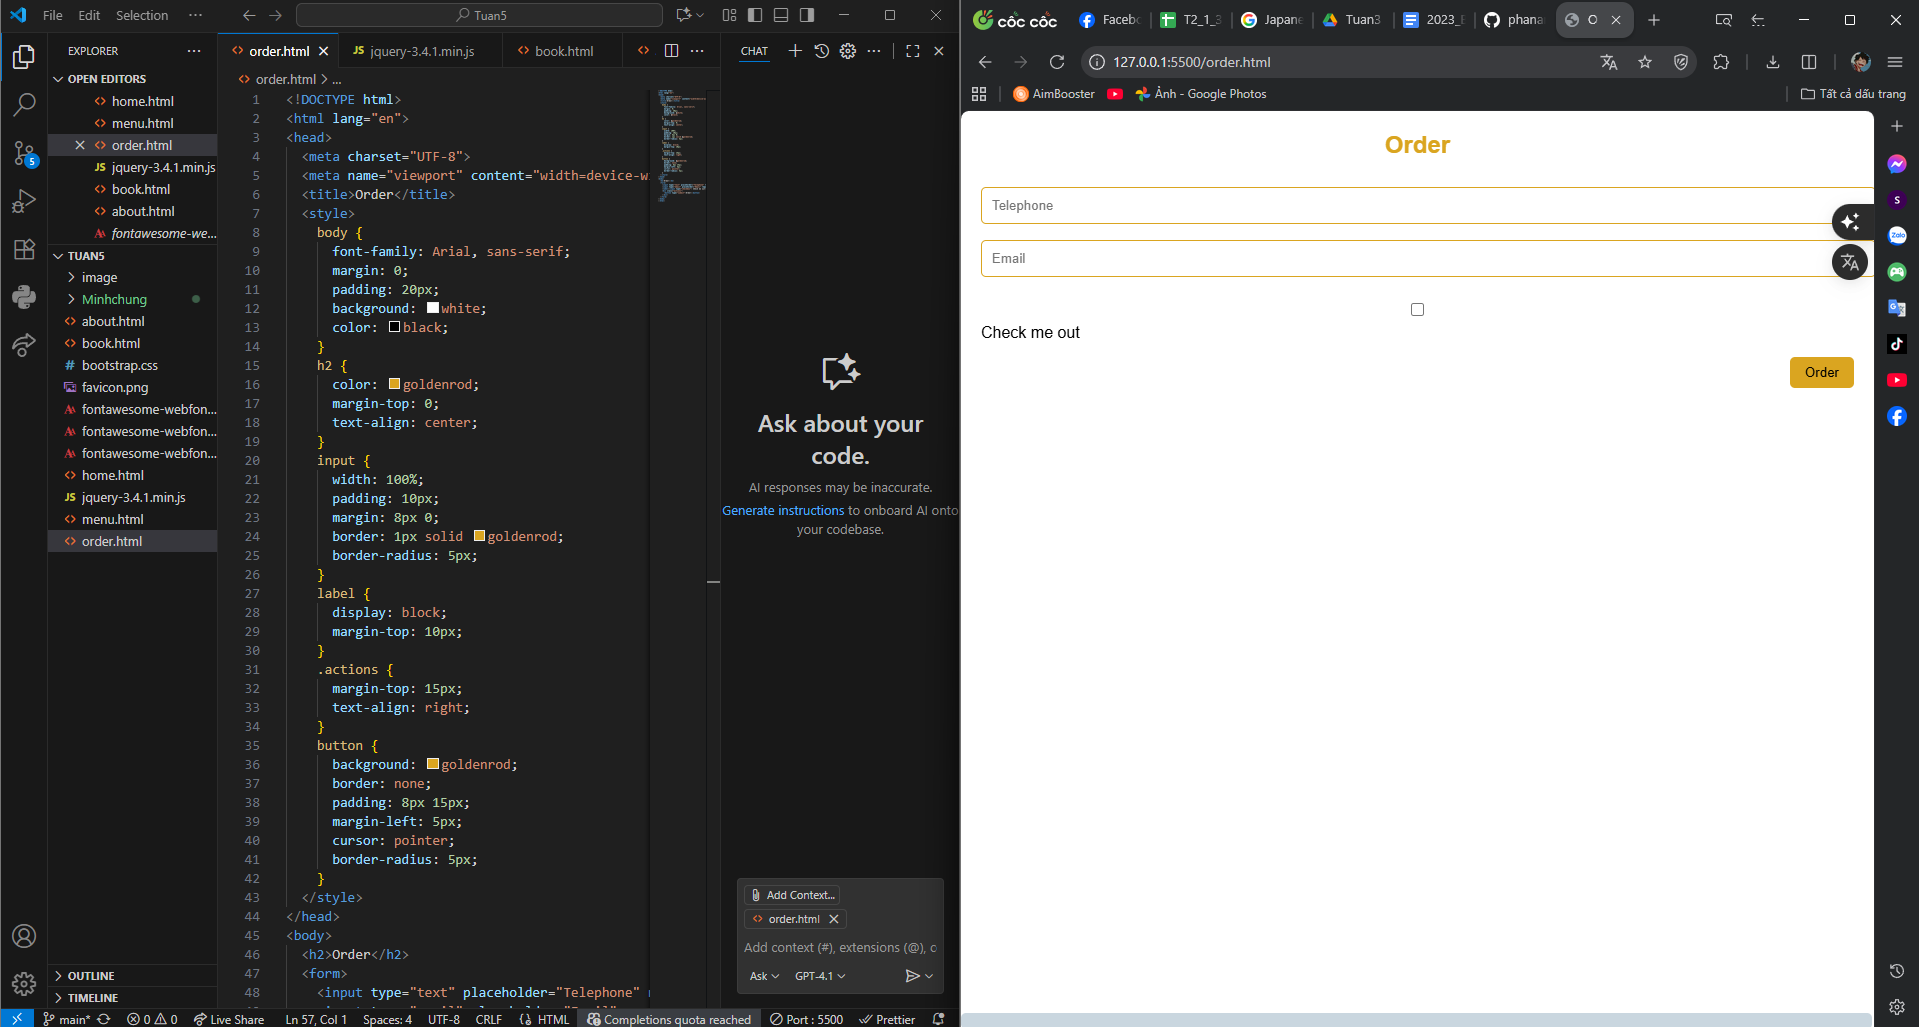 File Edit Selection ··· Tuan5
EXPLORER ···
OPEN EDITORS
home.html
menu.html
order.html
jquery-3.4.1.min.js
book.html
about.html
fontawesome-we...
TUAN5
image
Minhchung
about.html
book.html
bootstrap.css
favicon.png
fontawesome-webfon...
fontawesome-webfon...
fontawesome-webfon...
home.html
jquery-3.4.1.min.js
menu.html
order.html
OUTLINE
TIMELINE
order.html jquery-3.4.1.min.js book.html ···
order.html > ...
1 <!DOCTYPE html>
2 <html lang="en">
3 <head>
4 <meta charset="UTF-8">
5 <meta name="viewport" content="width=device-w
6 <title>Order</title>
7 <style>
8 body {
9 font-family: Arial, sans-serif;
10 margin: 0;
11 padding: 20px;
12 background: white;
13 color: black;
14 }
15 h2 {
16 color: goldenrod;
17 margin-top: 0;
18 text-align: center;
19 }
20 input {
21 width: 100%;
22 padding: 10px;
23 margin: 8px 0;
24 border: 1px solid goldenrod;
25 border-radius: 5px;
26 }
27 label {
28 display: block;
29 margin-top: 10px;
30 }
31 .actions {
32 margin-top: 15px;
33 text-align: right;
34 }
35 button {
36 background: goldenrod;
37 border: none;
38 padding: 8px 15px;
39 margin-left: 5px;
40 cursor: pointer;
41 border-radius: 5px;
42 }
43 </style>
44 </head>
45 <body>
46 <h2>Order</h2>
47 <form>
48 <input type="text" placeholder="Telephone"
CHAT
Ask about your
code.
AI responses may be inaccurate.
Generate instructions to onboard AI onto
your codebase.
Add Context...
order.html
Add context (#), extensions (@), c
Ask GPT-4.1
5
main* 0 0 Live Share Ln 57, Col 1 Spaces: 4 UTF-8 CRLF HTML Completions quota reached Port : 5500 Prettier
cốc cốc Faceb T2_1_3 Japane Tuan3 2023_ phana O
127.0.0.1:5500/order.html
AimBooster Ảnh - Google Photos Tất cả dấu trang
Order
Telephone
Email
Check me out
Order
S
Zalo